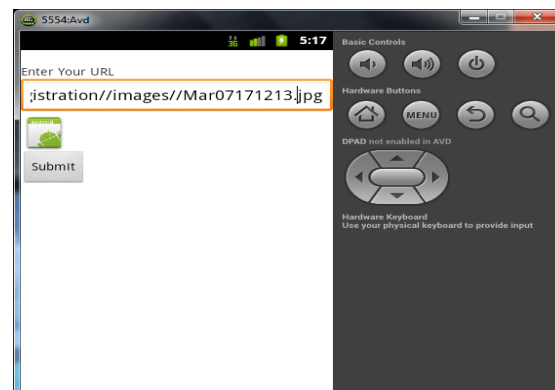 5554:Avd
3G 5:17
Basic Controls
Enter Your URL
;istration//images//Mar07171213.jpg
Hardware Buttons
MENU
Submit
DPAD not enabled in AVD
Hardware Keyboard
Use your physical keyboard to provide input